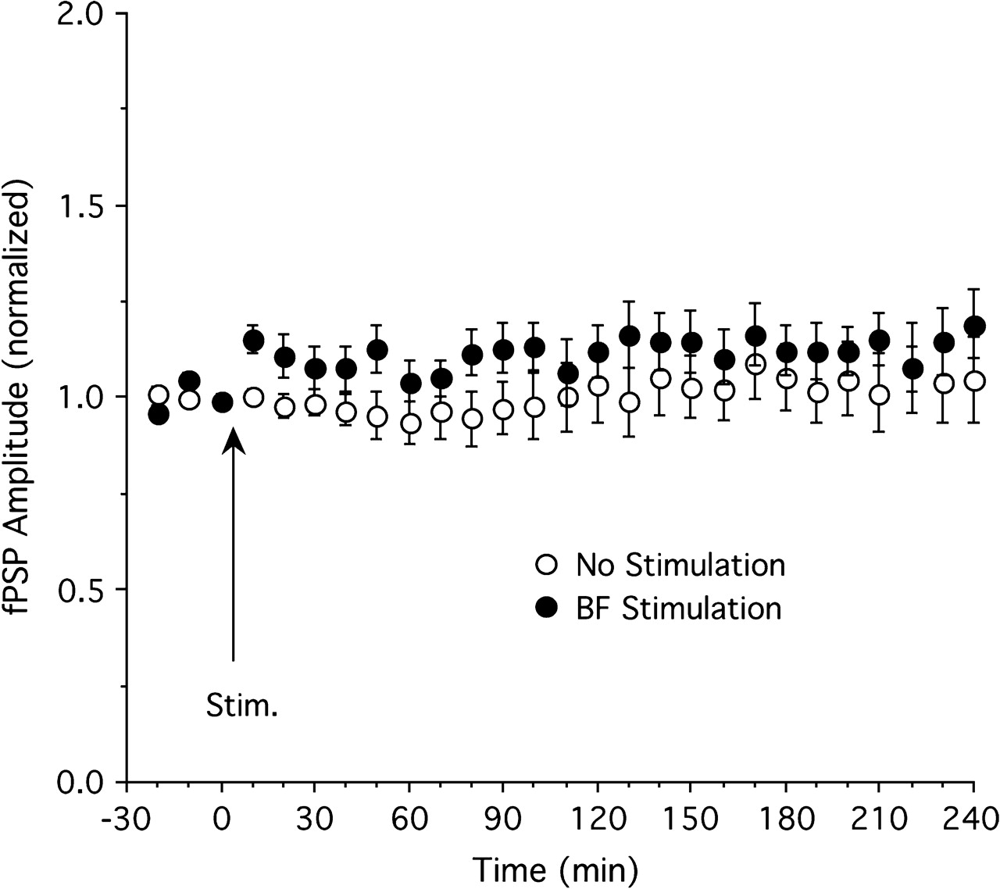 2.0
1.5
1.0
0.5
0.0
fPSP Amplitude (normalized)
No Stimulation
BF Stimulation
Stim.
-30 0 30 60 90 120 150 180 210 240
Time (min)